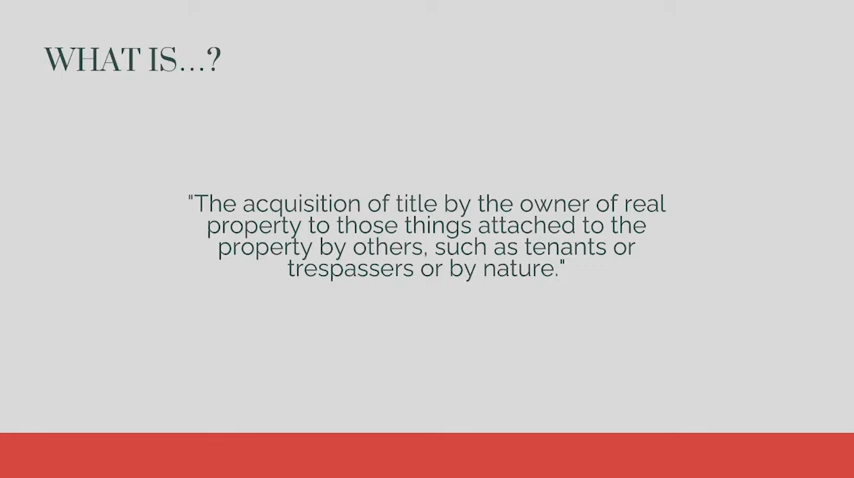 WHAT IS...?
"The acquisition of title by the owner of real
property to those things attached to the
property by others, such as tenants or
trespassers or by nature."